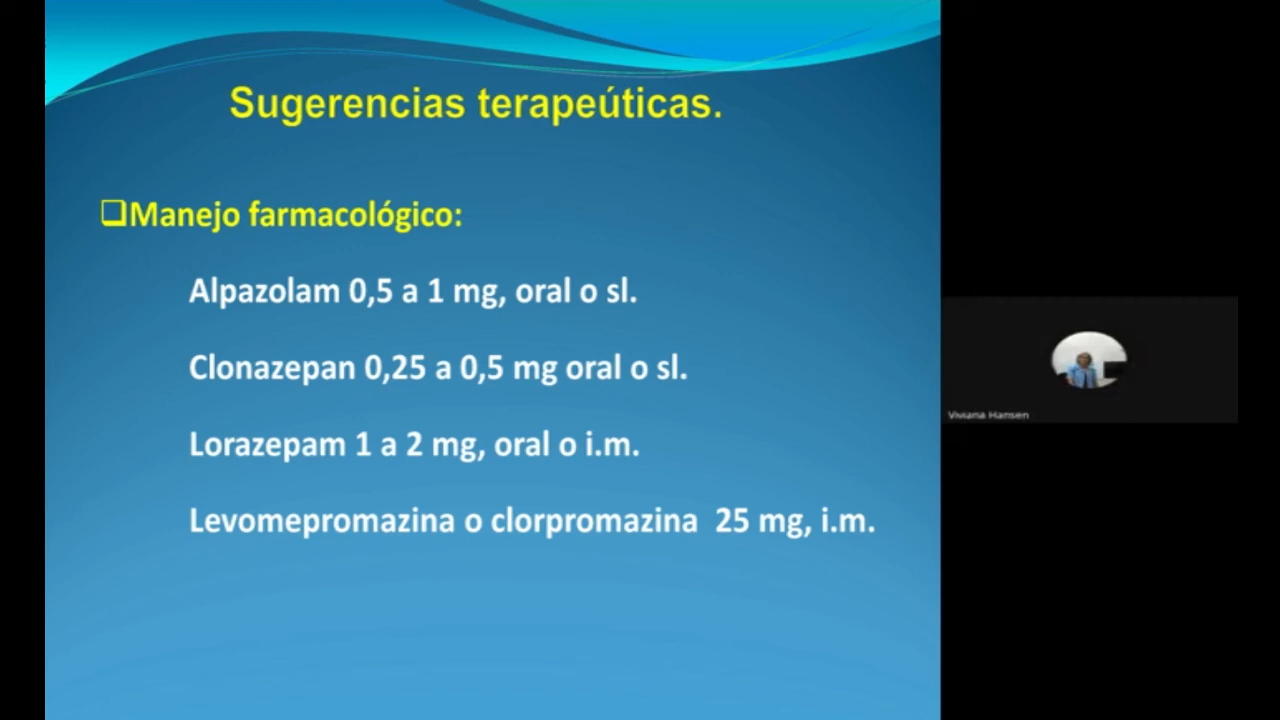 Sugerencias terapeúticas.
Manejo farmacológico:
Alpazolam 0,5 a 1 mg, oral o sl.
Clonazepan 0,25 a 0,5 mg oral o sl.
Lorazepam 1 a 2 mg, oral o i.m.
Levomepromazina o clorpromazina 25 mg, i.m.
Viviana Hansen